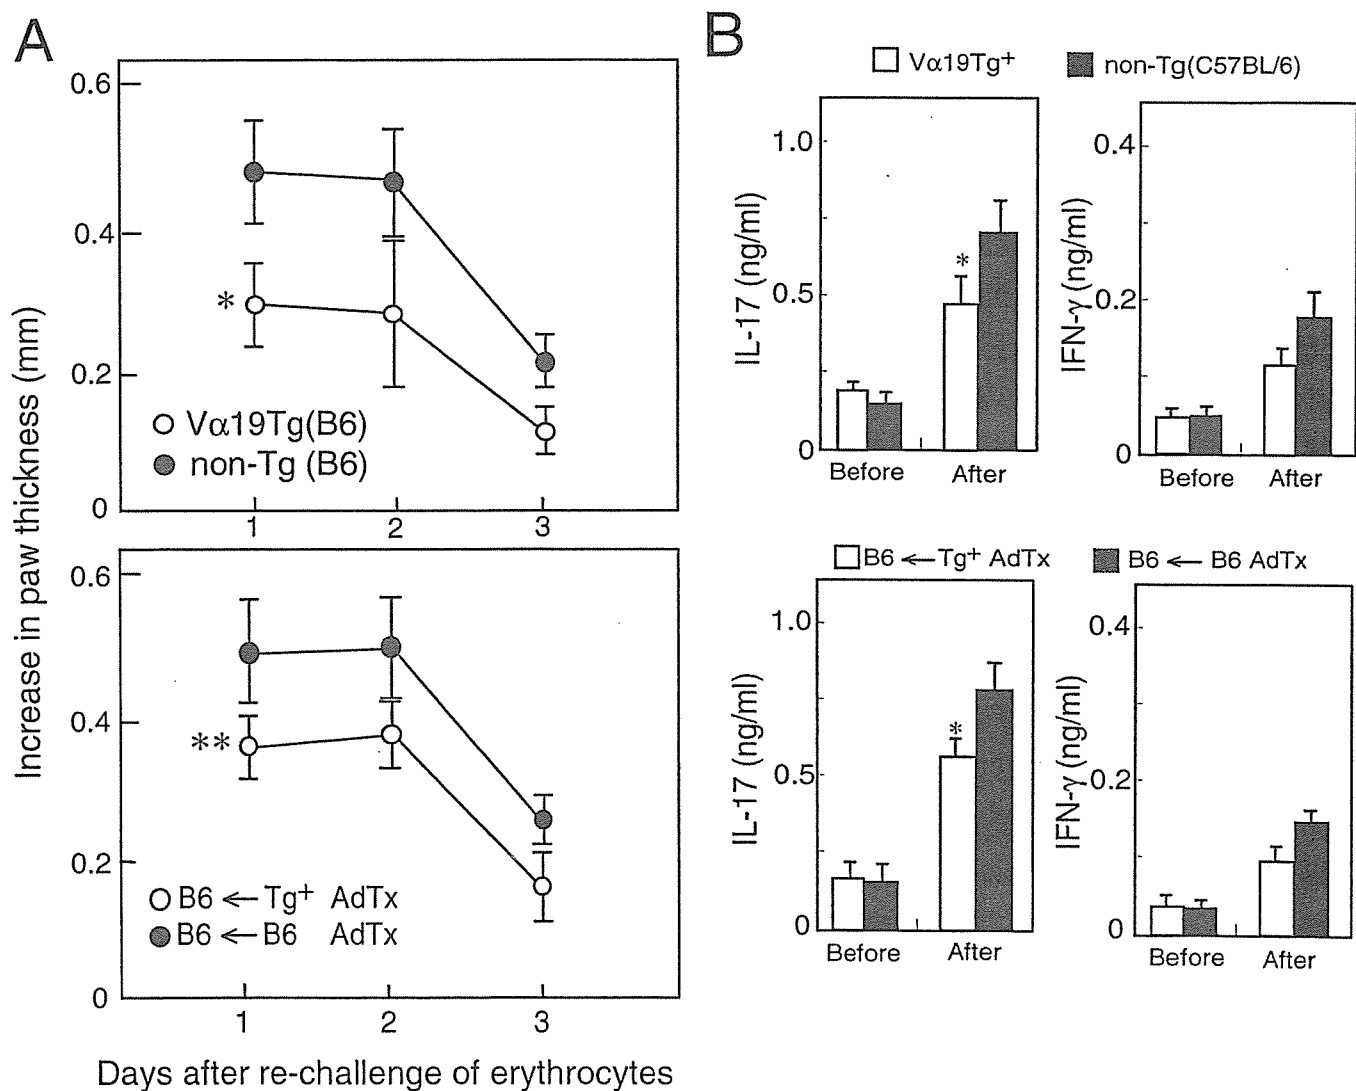 A
Increase in paw thickness (mm)
0.6
0.4
0.2
0
Vα19Tg(B6)
non-Tg (B6)
1 2 3
0.6
0.4
0.2
0
**
*
B6 ← Tg⁺ AdTx
B6 ← B6 AdTx
1 2 3
Days after re-challenge of erythrocytes
B
Vα19Tg⁺ non-Tg(C57BL/6)
IL-17 (ng/ml)
1.0
0.5
0
*
Before After
IFN-γ (ng/ml)
0.4
0.2
0
Before After
B6 ← Tg⁺ AdTx B6 ← B6 AdTx
IL-17 (ng/ml)
1.0
0.5
0
*
Before After
IFN-γ (ng/ml)
0.4
0.2
0
Before After